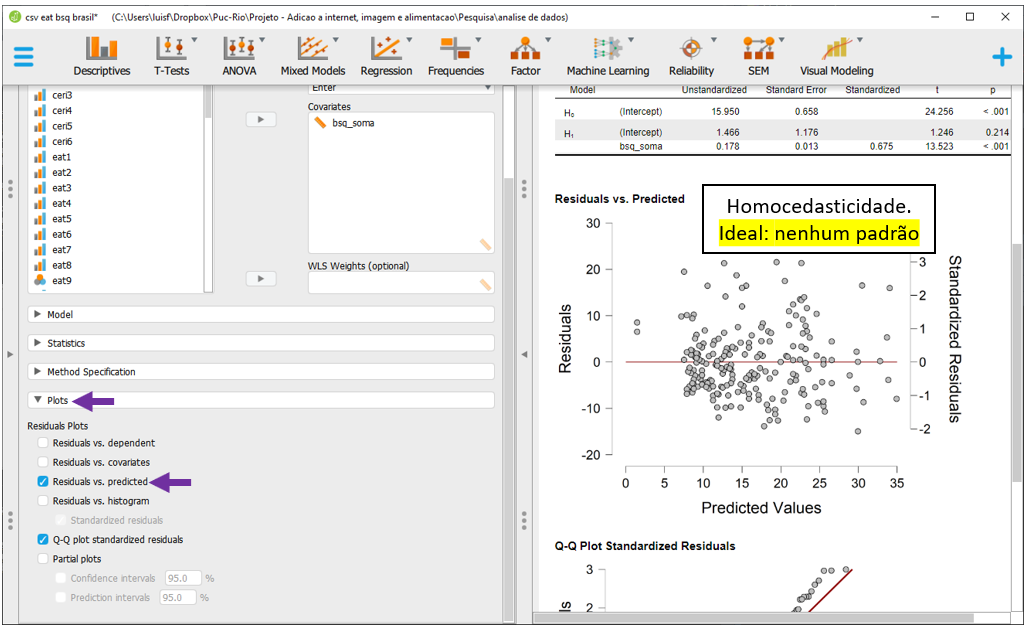 csv eat bsq brasil* (C:\Users\luisf\Dropbox\Puc-Rio\Projeto - Adicao a internet, imagem e alimentacao\Pesquisa\analise de dados)
Descriptives T-Tests ANOVA Mixed Models Regression Frequencies Factor Machine Learning Reliability SEM Visual Modeling
ceri3
ceri4
ceri5
ceri6
eat1
eat2
eat3
eat4
eat5
eat6
eat7
eat8
eat9
Enter
Covariates
bsq_soma
WLS Weights (optional)
Model
Statistics
Method Specification
Plots
Residuals Plots
Residuals vs. dependent
Residuals vs. covariates
Residuals vs. predicted
Residuals vs. histogram
Standardized residuals
Q-Q plot standardized residuals
Partial plots
Confidence intervals 95.0 %
Prediction intervals 95.0 %
Model Unstandardized Standard Error Standardized t p
H₀ (Intercept) 15.950 0.658 24.256 < .001
H₁ (Intercept) 1.466 1.176 1.246 0.214
bsq_soma 0.178 0.013 0.675 13.523 < .001
Residuals vs. Predicted
Homocedasticidade.
Ideal: nenhum padrão
30
20
10
0
-10
-20
Residuals
3
2
1
0
-1
-2
Standardized Residuals
0 5 10 15 20 25 30 35
Predicted Values
Q-Q Plot Standardized Residuals
3
2